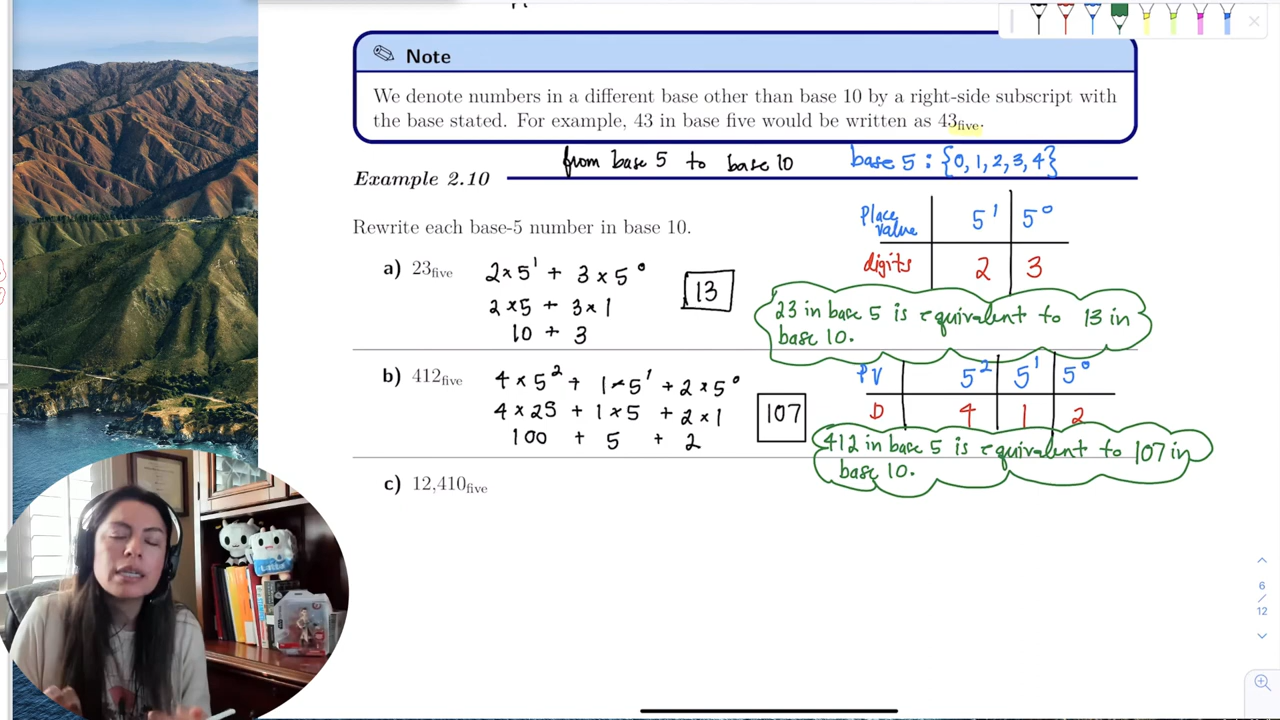 Note
We denote numbers in a different base other than base 10 by a right-side subscript with
the base stated. For example, 43 in base five would be written as 43five.
from base 5 to base 10
base 5 : {0, 1, 2, 3, 4}
Example 2.10
Rewrite each base-5 number in base 10.
Place value 5¹ 5⁰
digits 2 3
a) 23five
2×5¹ + 3×5⁰
2×5 + 3×1
10 + 3
13
23 in base 5 is equivalent to 13 in
base 10.
b) 412five
4×5² + 1×5¹ + 2×5⁰
4×25 + 1×5 + 2×1
100 + 5 + 2
107
PV 5² 5¹ 5⁰
D 4 1 2
412 in base 5 is equivalent to 107 in
base 10.
c) 12,410five
6
/
12